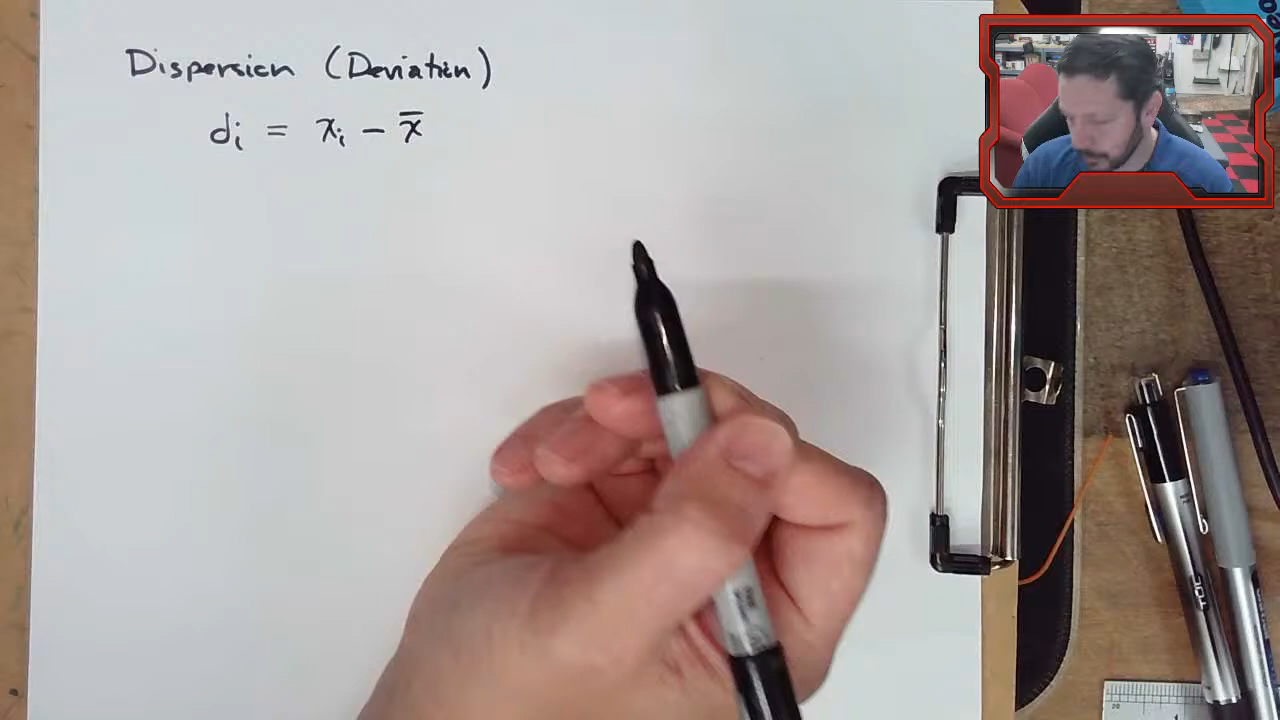 Dispersion (Deviation)
dᵢ = xᵢ − x̄